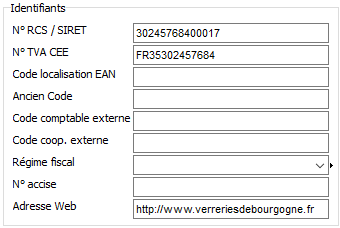 Identifiants
N° RCS / SIRET 30245768400017
N° TVA CEE FR35302457684
Code localisation EAN
Ancien Code
Code comptable externe
Code coop. externe
Régime fiscal
N° accise
Adresse Web http://www.verreriesdebourgogne.fr